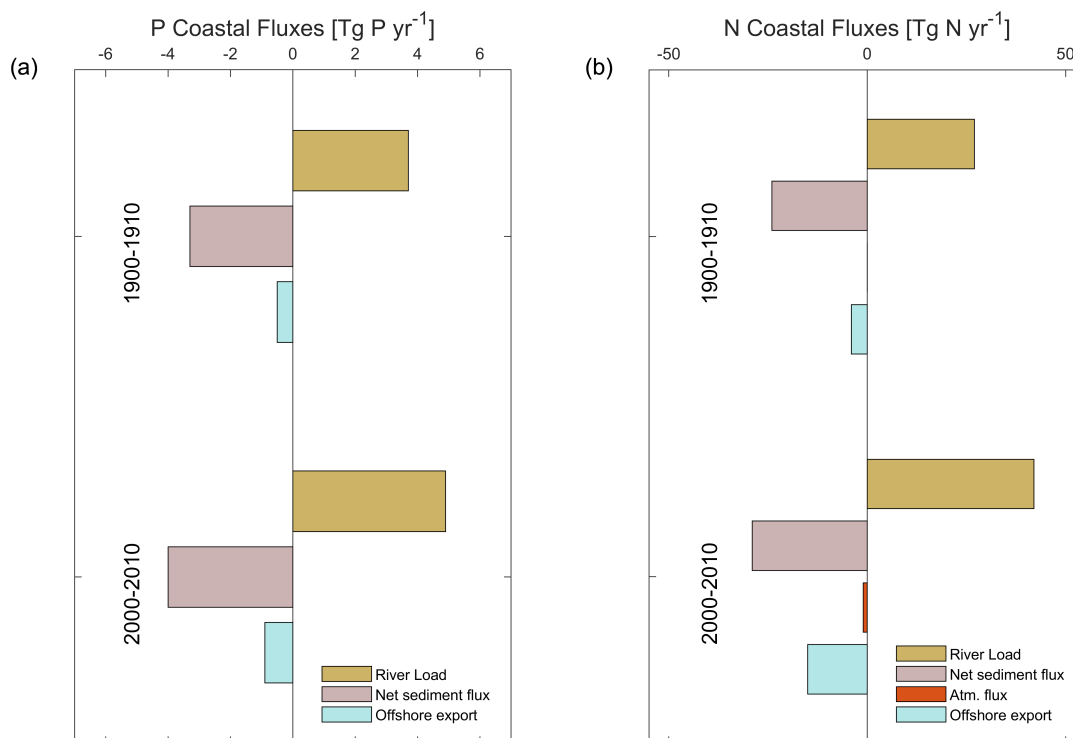 P Coastal Fluxes [Tg P yr-1]
-6 -4 -2 0 2 4 6
(a)
1900-1910
2000-2010
River Load
Net sediment flux
Offshore export
N Coastal Fluxes [Tg N yr-1]
-50 0 50
(b)
1900-1910
2000-2010
River Load
Net sediment flux
Atm. flux
Offshore export